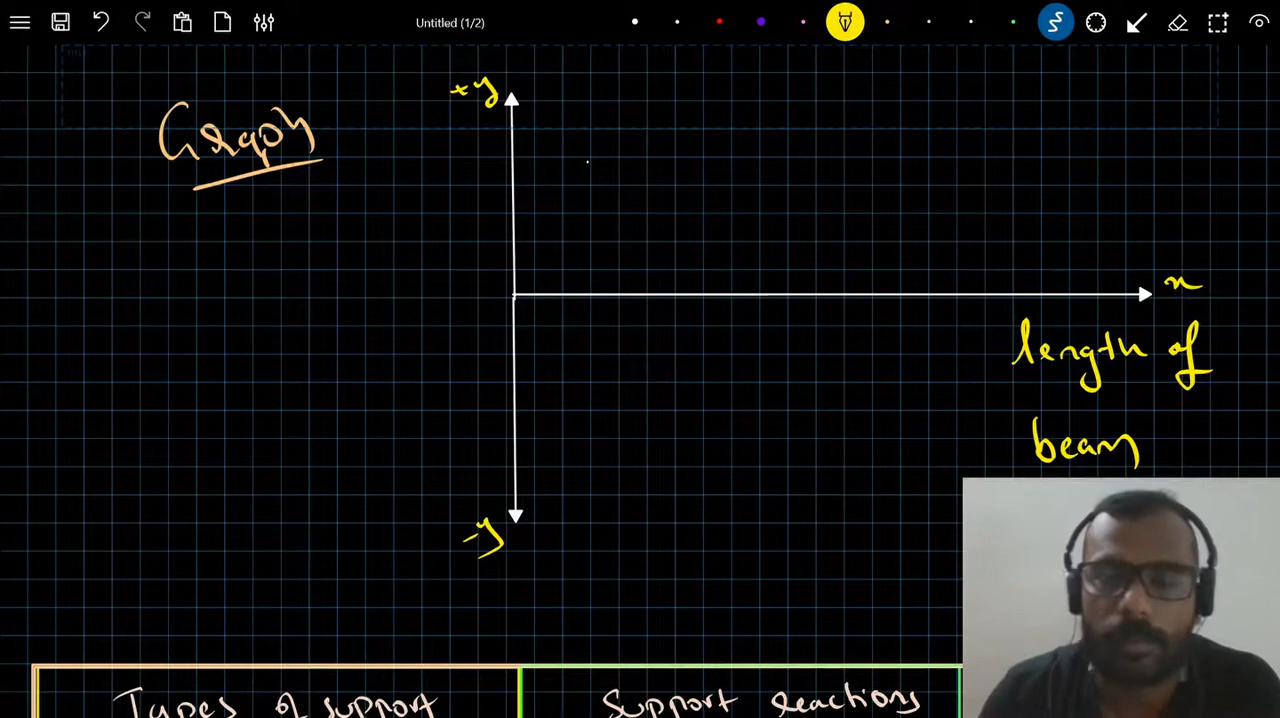 Untitled (1/2)
+y
Graph
x
length of
beam
-y
Types of support
Support reactions